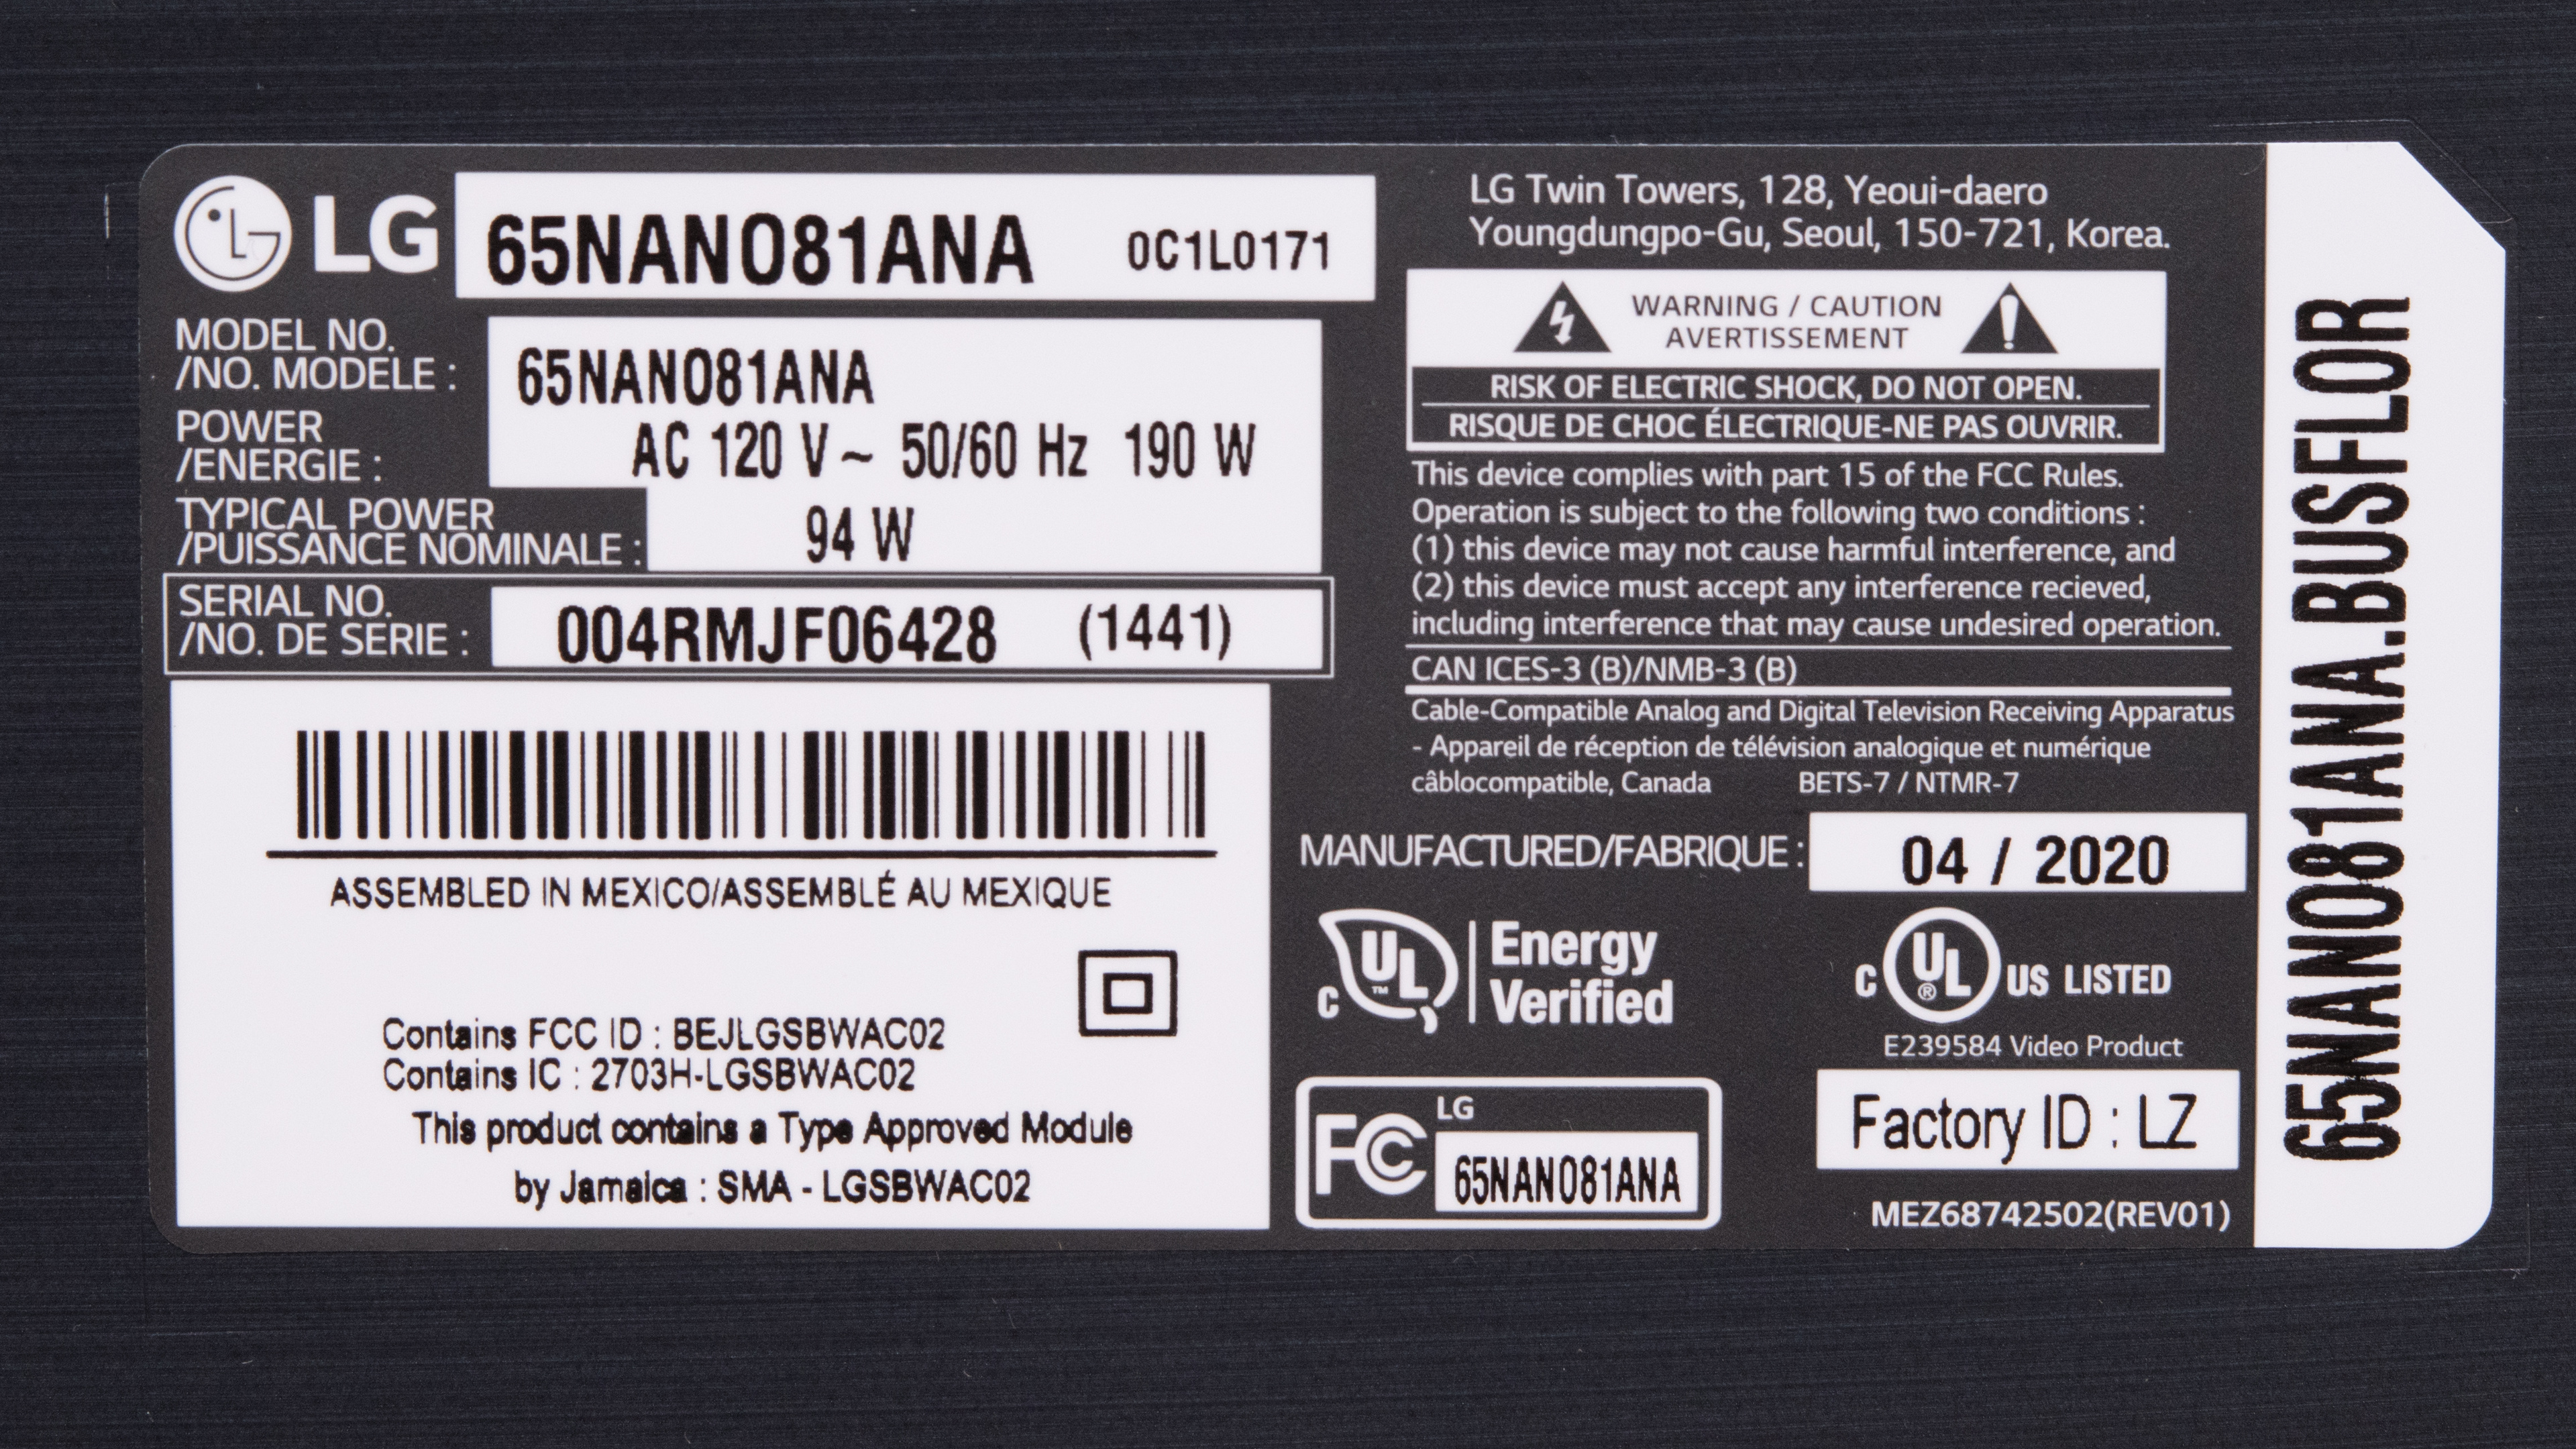 LG 65NANO81ANA 0C1L0171
MODEL NO.
/NO. MODELE : 65NANO81ANA
POWER
/ENERGIE : AC 120 V ~ 50/60 Hz 190 W
TYPICAL POWER
/PUISSANCE NOMINALE : 94 W
SERIAL NO.
/NO. DE SERIE : 004RMJF06428 (1441)
ASSEMBLED IN MEXICO/ASSEMBLÉ AU MEXIQUE
Contains FCC ID : BEJLGSBWAC02
Contains IC : 2703H-LGSBWAC02
This product contains a Type Approved Module
by Jamaica : SMA - LGSBWAC02
LG Twin Towers, 128, Yeoui-daero
Youngdungpo-Gu, Seoul, 150-721, Korea.
WARNING / CAUTION
AVERTISSEMENT
RISK OF ELECTRIC SHOCK, DO NOT OPEN.
RISQUE DE CHOC ÉLECTRIQUE-NE PAS OUVRIR.
This device complies with part 15 of the FCC Rules.
Operation is subject to the following two conditions :
(1) this device may not cause harmful interference, and
(2) this device must accept any interference recieved,
including interference that may cause undesired operation.
CAN ICES-3 (B)/NMB-3 (B)
Cable-Compatible Analog and Digital Television Receiving Apparatus
- Appareil de réception de télévision analogique et numérique
câblocompatible, Canada BETS-7 / NTMR-7
MANUFACTURED/FABRIQUE : 04 / 2020
C UL™ Energy
Verified
C UL® US LISTED
E239584 Video Product
FC LG
65NANO81ANA
Factory ID : LZ
MEZ68742502(REV01)
65NANO81ANA.BUSFLOR